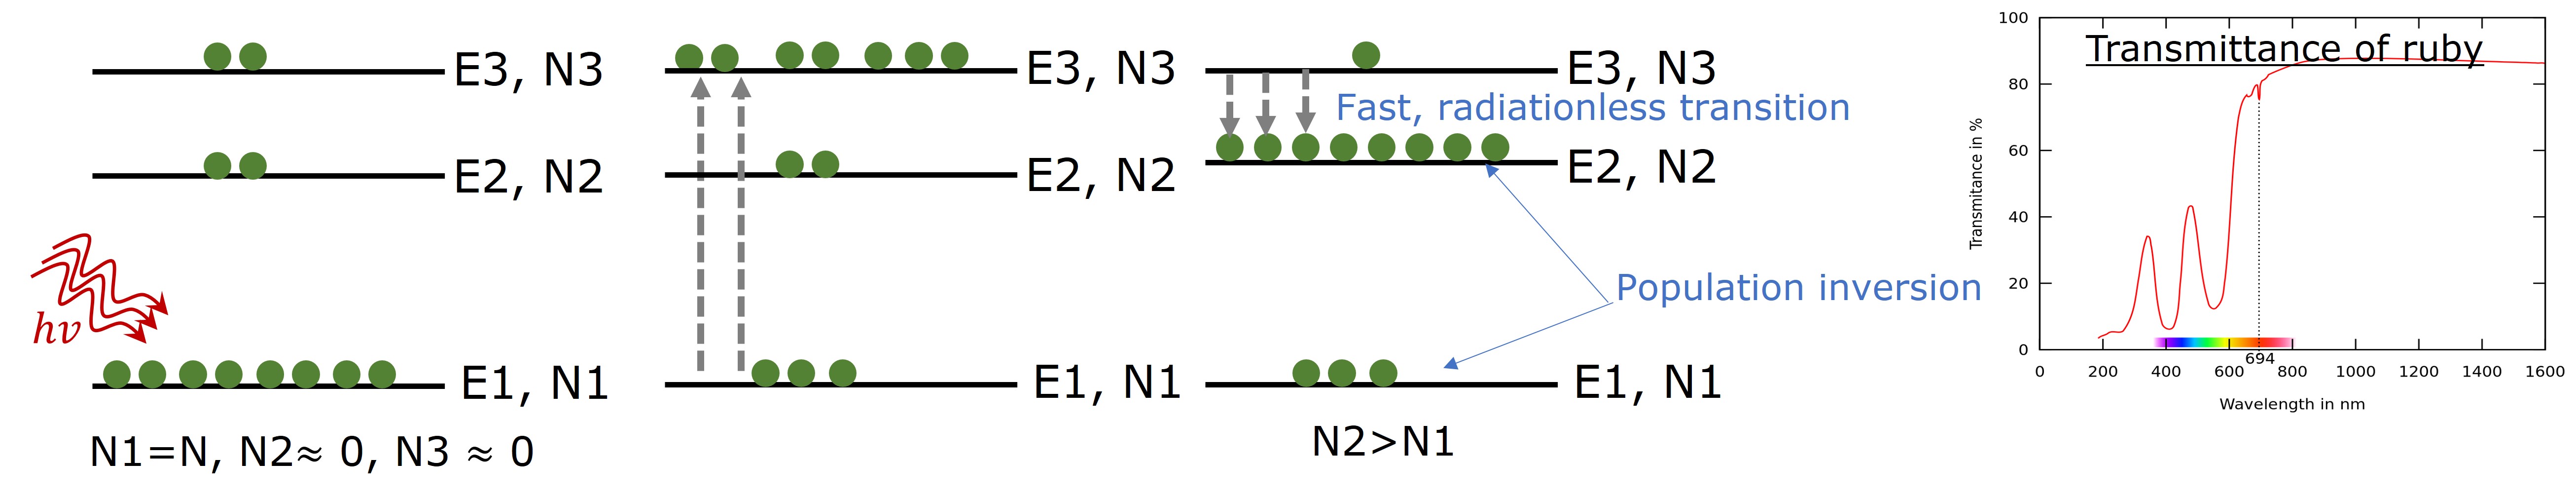 E3, N3
E2, N2
hν
E1, N1
N1=N, N2≈ 0, N3 ≈ 0
E3, N3
E2, N2
E1, N1
E3, N3
Fast, radiationless transition
E2, N2
Population inversion
E1, N1
N2>N1
Transmittance of ruby
Transmitance in %
100
80
60
40
20
0
694
0 200 400 600 800 1000 1200 1400 1600
Wavelength in nm